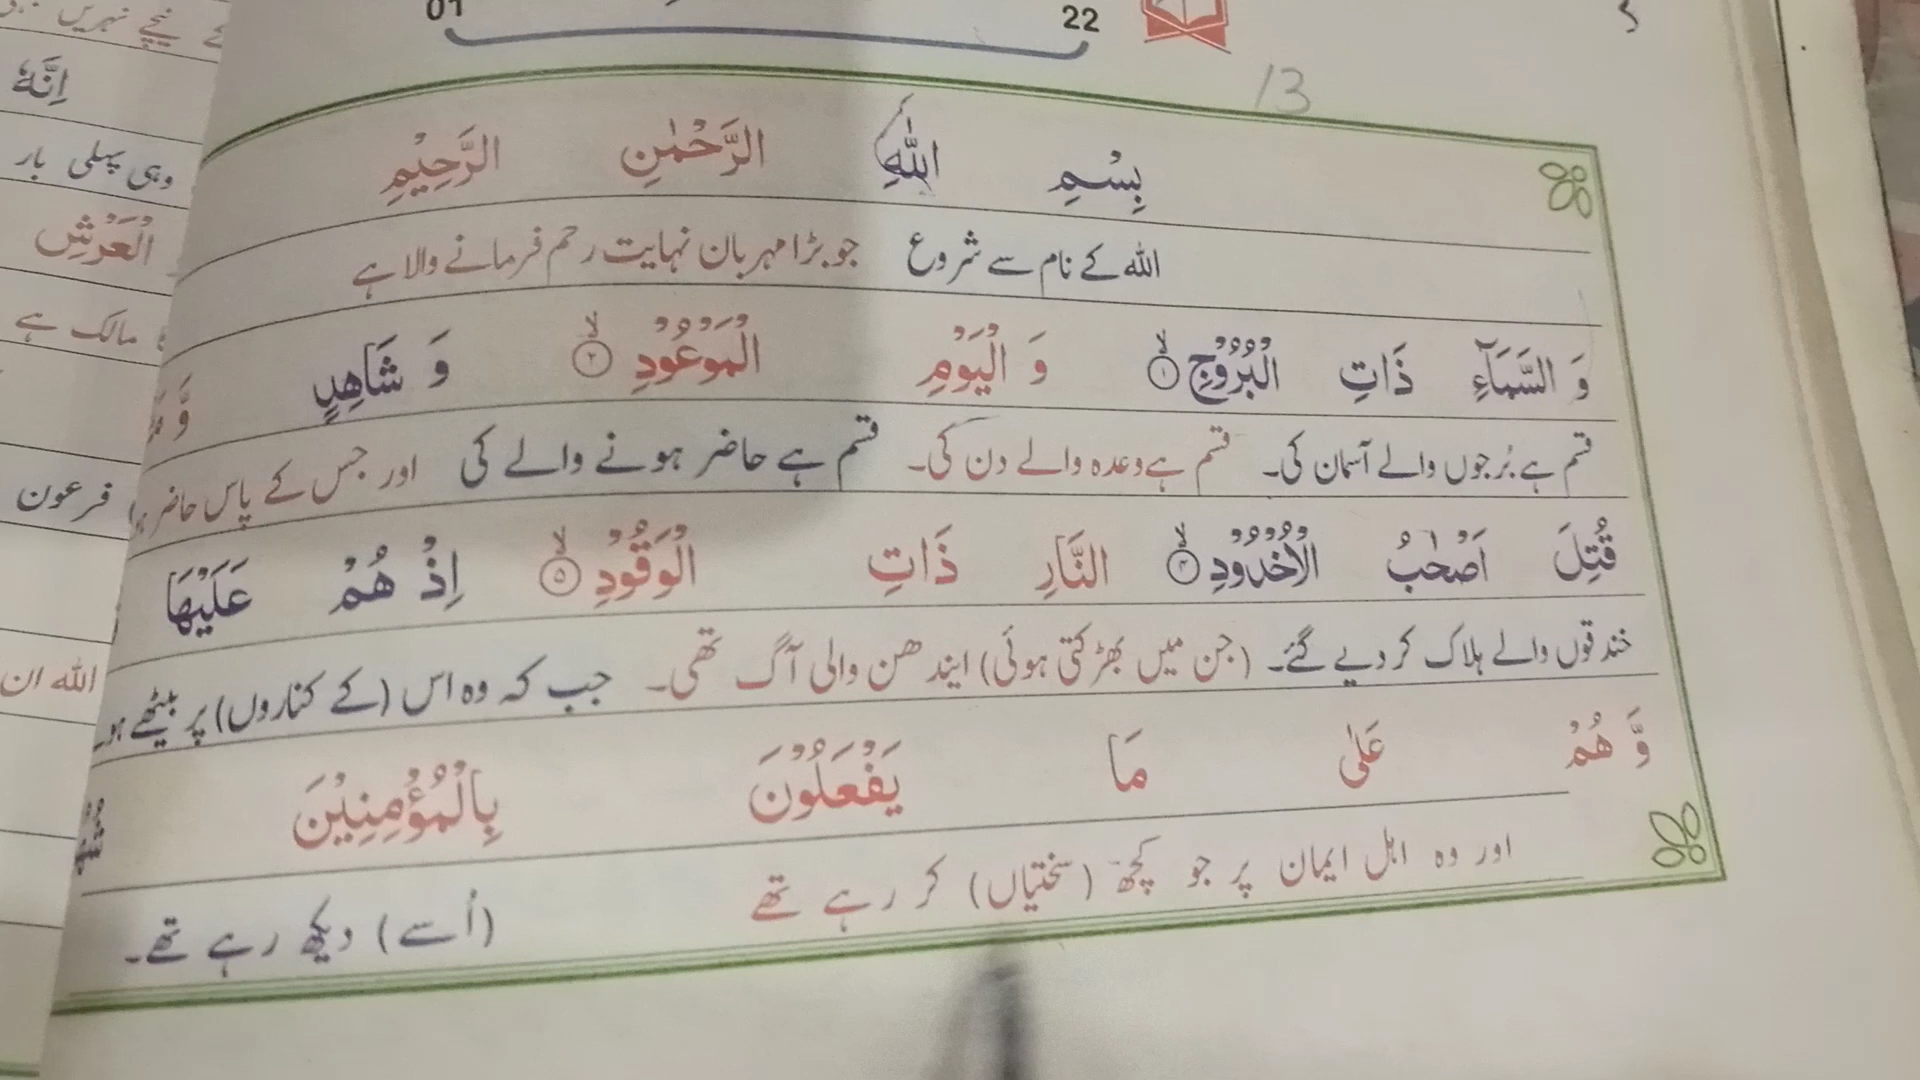 01 22
13
بِسْمِ اللّٰهِ الرَّحْمٰنِ الرَّحِيْمِ
اللہ کے نام سے شروع جو بڑا مہربان نہایت رحم فرمانے والا ہے
وَ السَّمَآءِ ذَاتِ الْبُرُوْجِ ۙ﴿۱﴾ وَ الْيَوْمِ الْمَوْعُوْدِ ۙ﴿۲﴾ وَ شَاهِدٍ وَّ
قسم ہے بُرجوں والے آسمان کی۔ قسم ہے وعدہ والے دن کی۔ قسم ہے حاضر ہونے والے کی اور جس کے پاس حاضر
قُتِلَ اَصْحٰبُ الْاُخْدُوْدِ ۙ﴿۴﴾ النَّارِ ذَاتِ الْوَقُوْدِ ۙ﴿۵﴾ اِذْ هُمْ عَلَيْهَا
خندقوں والے ہلاک کر دیے گئے۔ (جن میں بھڑکتی ہوئی) ایندھن والی آگ تھی۔ جب کہ وہ اس (کے کناروں) پر بیٹھے
وَّ هُمْ عَلٰى مَا يَفْعَلُوْنَ بِالْمُؤْمِنِيْنَ
اور وہ اہل ایمان پر جو کچھ (سختیاں) کر رہے تھے (اُسے) دیکھ رہے تھے۔
نیچے نہریں
اِنَّهٗ
وہی پہلی بار
الْعَرْشِ
مالک ہے
فرعون
اللہ ان